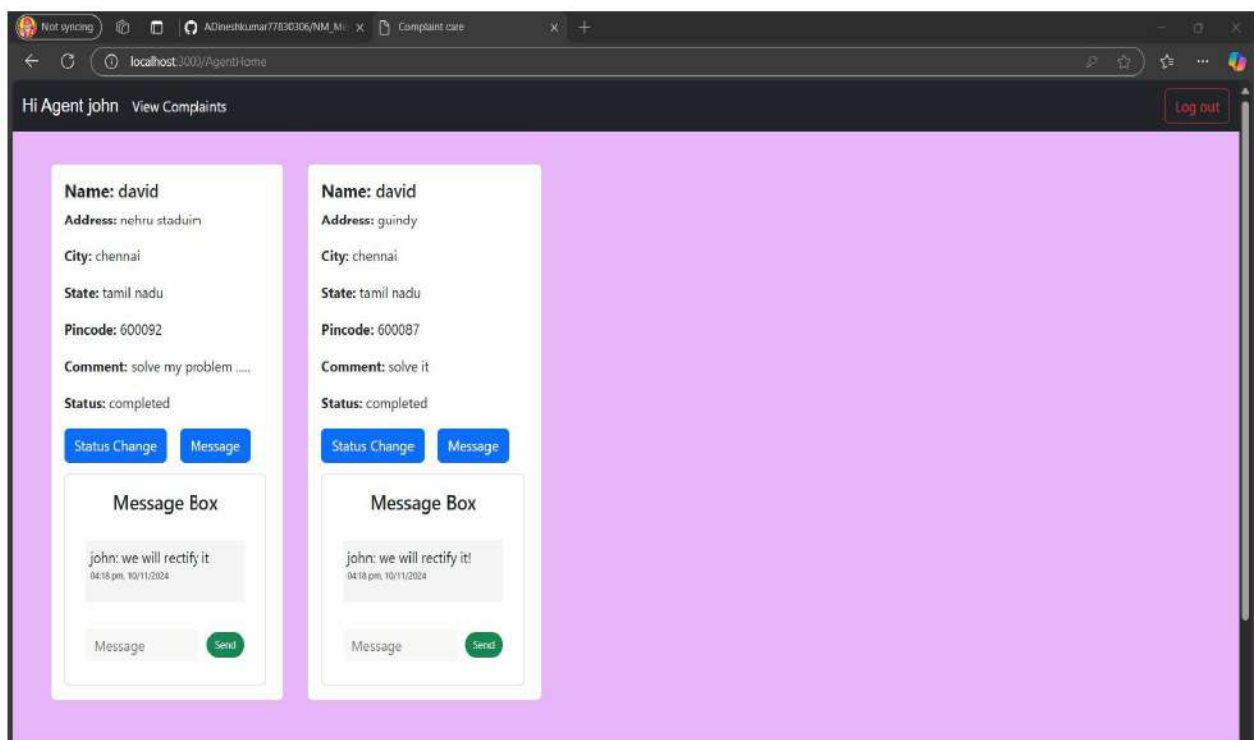 Not syncing
ADineshkumar77830306/NM_Mi
Complaint care
localhost:3000/AgentHome
Hi Agent john View Complaints
Log out
Name: david
Address: nehru staduim
City: chennai
State: tamil nadu
Pincode: 600092
Comment: solve my problem .....
Status: completed
Status Change Message
Message Box
john: we will rectify it
04:18 pm, 10/11/2024
Message Send
Name: david
Address: guindy
City: chennai
State: tamil nadu
Pincode: 600087
Comment: solve it
Status: completed
Status Change Message
Message Box
john: we will rectify it!
04:18 pm, 10/11/2024
Message Send